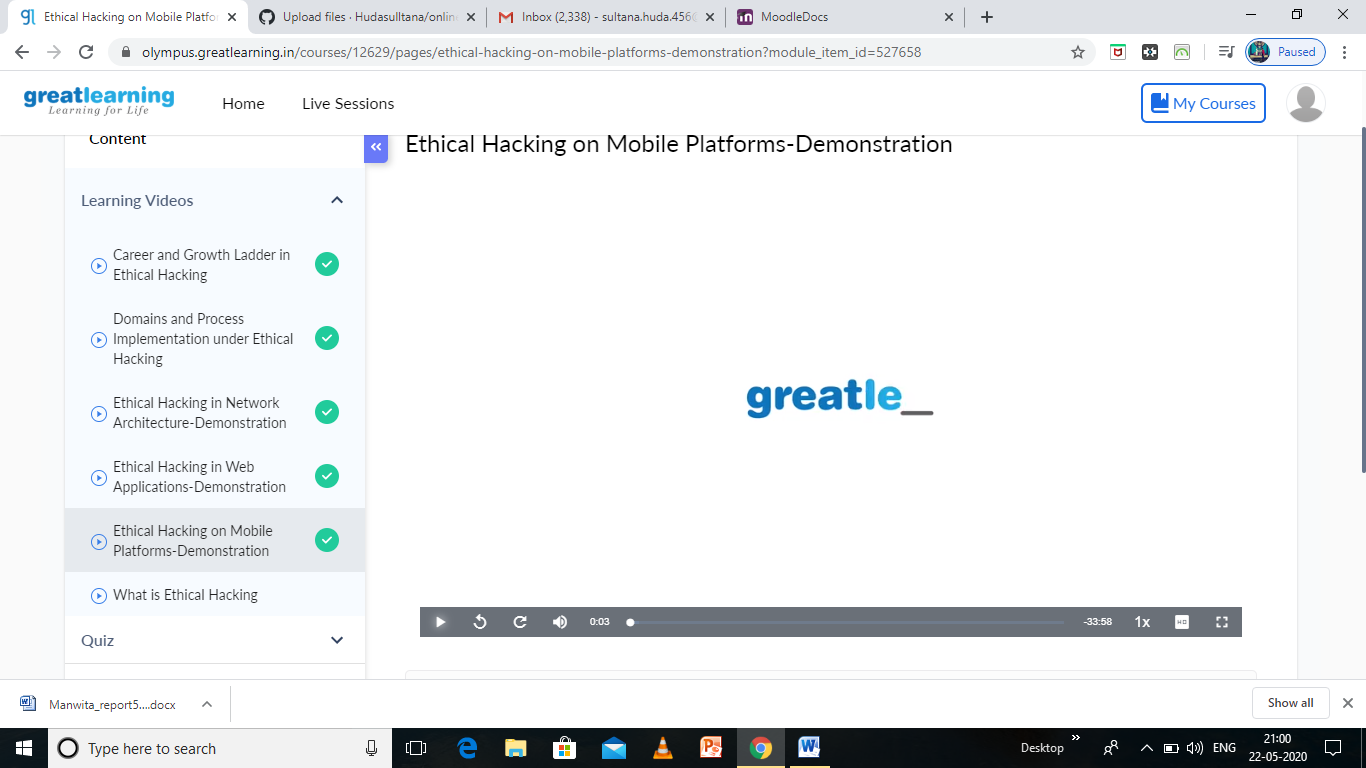 Ethical Hacking on Mobile Platfor
Upload files · Hudasulltana/onlin
Inbox (2,338) - sultana.huda.456@
MoodleDocs
olympus.greatlearning.in/courses/12629/pages/ethical-hacking-on-mobile-platforms-demonstration?module_item_id=527658
Paused
greatlearning
Learning for Life
Home
Live Sessions
My Courses
Content
Ethical Hacking on Mobile Platforms-Demonstration
Learning Videos
Career and Growth Ladder in
Ethical Hacking
Domains and Process
Implementation under Ethical
Hacking
Ethical Hacking in Network
Architecture-Demonstration
Ethical Hacking in Web
Applications-Demonstration
Ethical Hacking on Mobile
Platforms-Demonstration
What is Ethical Hacking
Quiz
greatle_
0:03
-33:58
1x
HD
Manwita_report5....docx
Show all
Type here to search
Desktop
ENG
21:00
22-05-2020